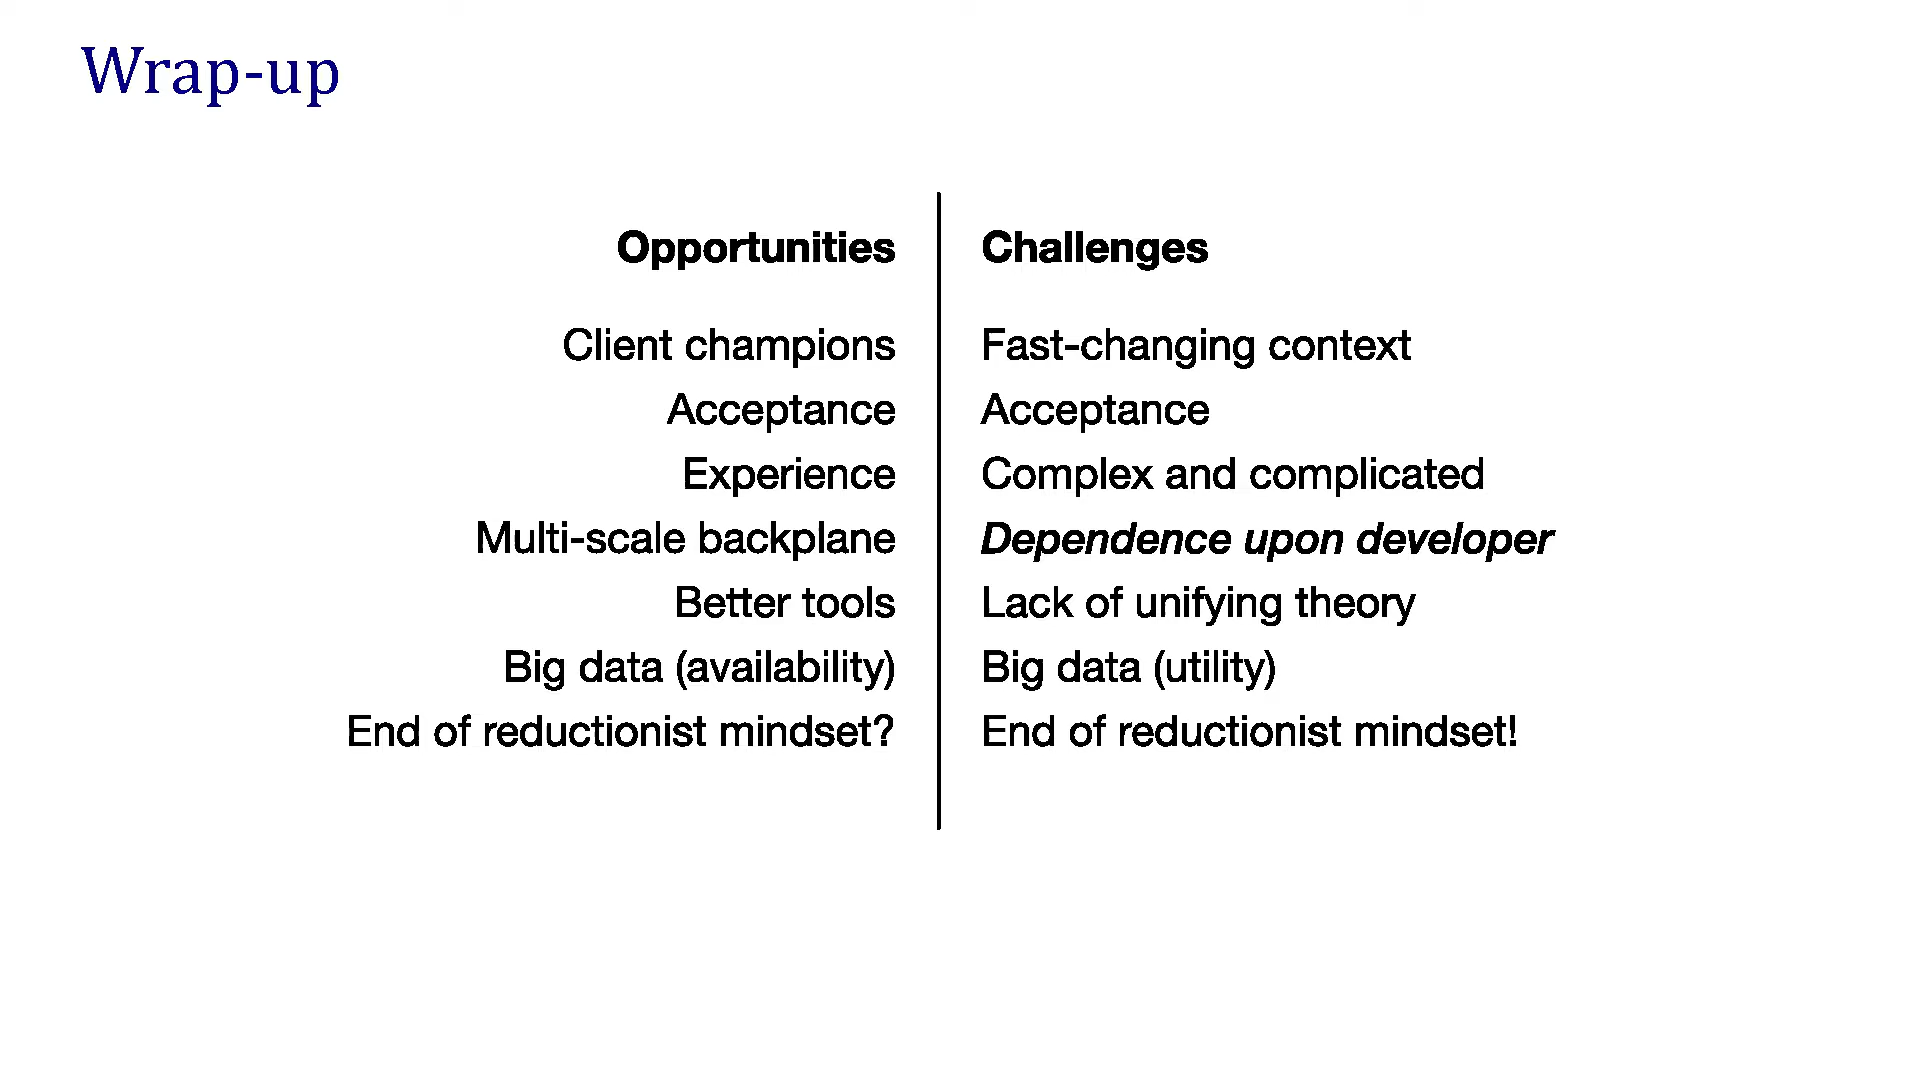 Wrap-up
Opportunities
Client champions
Acceptance
Experience
Multi-scale backplane
Better tools
Big data (availability)
End of reductionist mindset?
Challenges
Fast-changing context
Acceptance
Complex and complicated
Dependence upon developer
Lack of unifying theory
Big data (utility)
End of reductionist mindset!